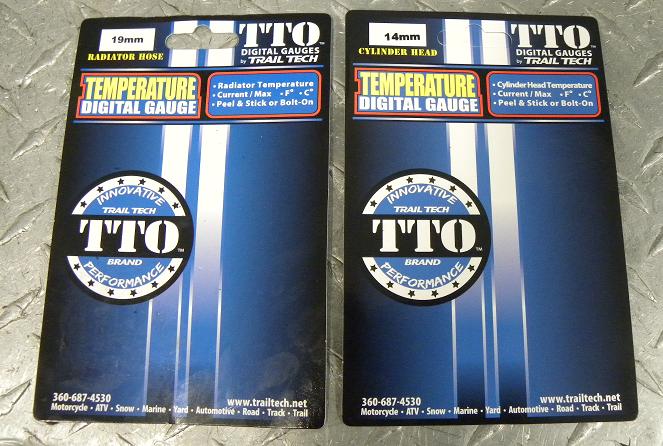 19mm
RADIATOR HOSE
TTO™
DIGITAL GAUGES
by TRAIL TECH
TEMPERATURE
DIGITAL GAUGE
• Radiator Temperature
• Current / Max • F° • C°
• Peel & Stick or Bolt-On
INNOVATIVE
TRAIL TECH
TTO™
BRAND
PERFORMANCE
360-687-4530
www.trailtech.net
Motorcycle • ATV • Snow • Marine • Yard • Automotive • Road • Track • Trail
14mm
CYLINDER HEAD
TTO™
DIGITAL GAUGES
by TRAIL TECH
TEMPERATURE
DIGITAL GAUGE
• Cylinder Head Temperature
• Current / Max • F° • C°
• Peel & Stick or Bolt-On
INNOVATIVE
TRAIL TECH
TTO™
BRAND
PERFORMANCE
360-687-4530
www.trailtech.net
Motorcycle • ATV • Snow • Marine • Yard • Automotive • Road • Track • Trail